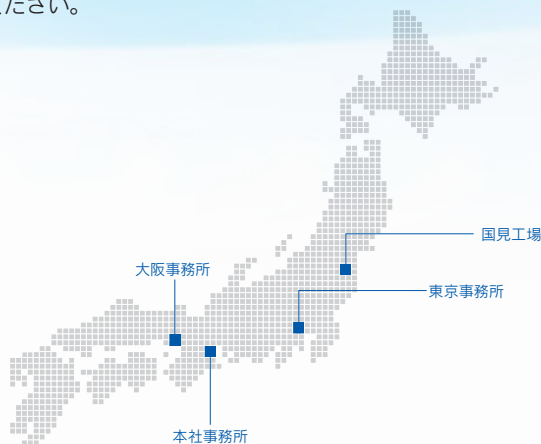 ください。
国見工場
大阪事務所
東京事務所
本社事務所